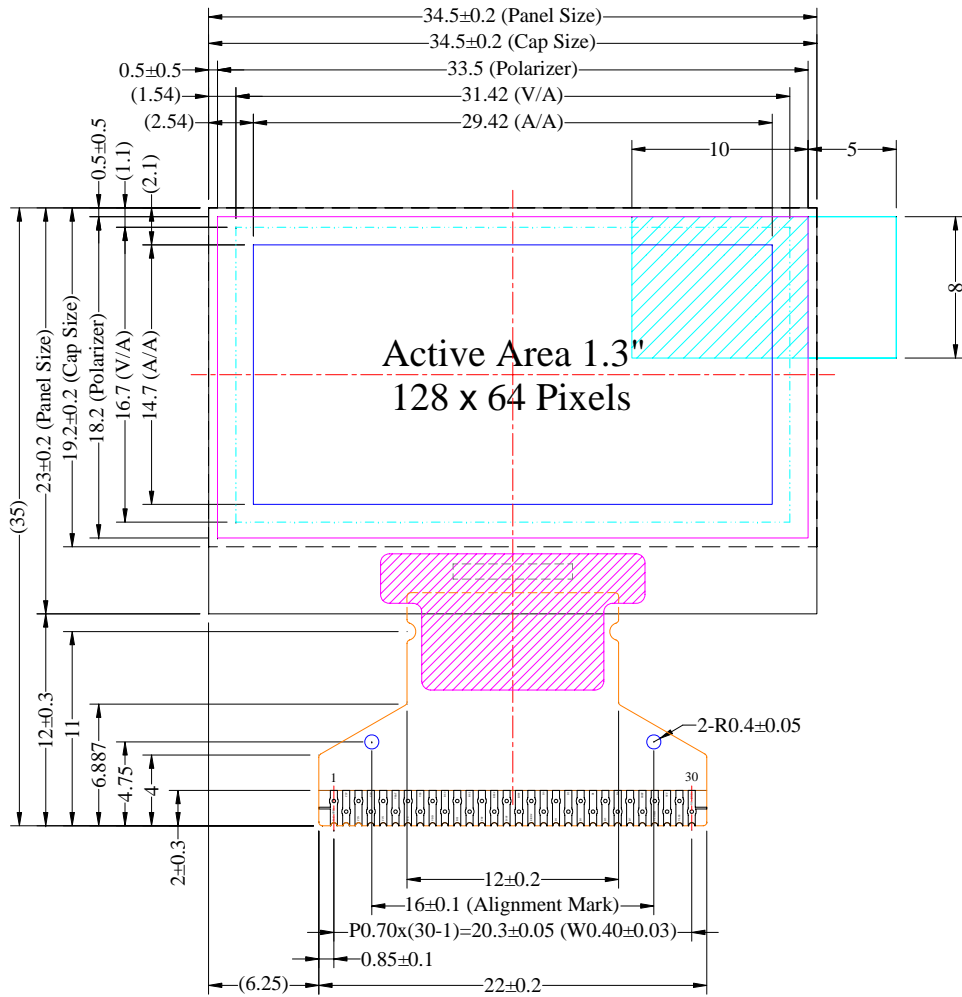 34.5±0.2 (Panel Size)
34.5±0.2 (Cap Size)
0.5±0.5
33.5 (Polarizer)
(1.54)
31.42 (V/A)
(2.54)
29.42 (A/A)
0.5±0.5
(1.1)
(2.1)
10
5
8
(35)
23±0.2 (Panel Size)
19.2±0.2 (Cap Size)
18.2 (Polarizer)
16.7 (V/A)
14.7 (A/A)
Active Area 1.3"
128 x 64 Pixels
12±0.3
11
6.887
4.75
4
2±0.3
2-R0.4±0.05
1
30
12±0.2
16±0.1 (Alignment Mark)
P0.70x(30-1)=20.3±0.05 (W0.40±0.03)
0.85±0.1
(6.25)
22±0.2